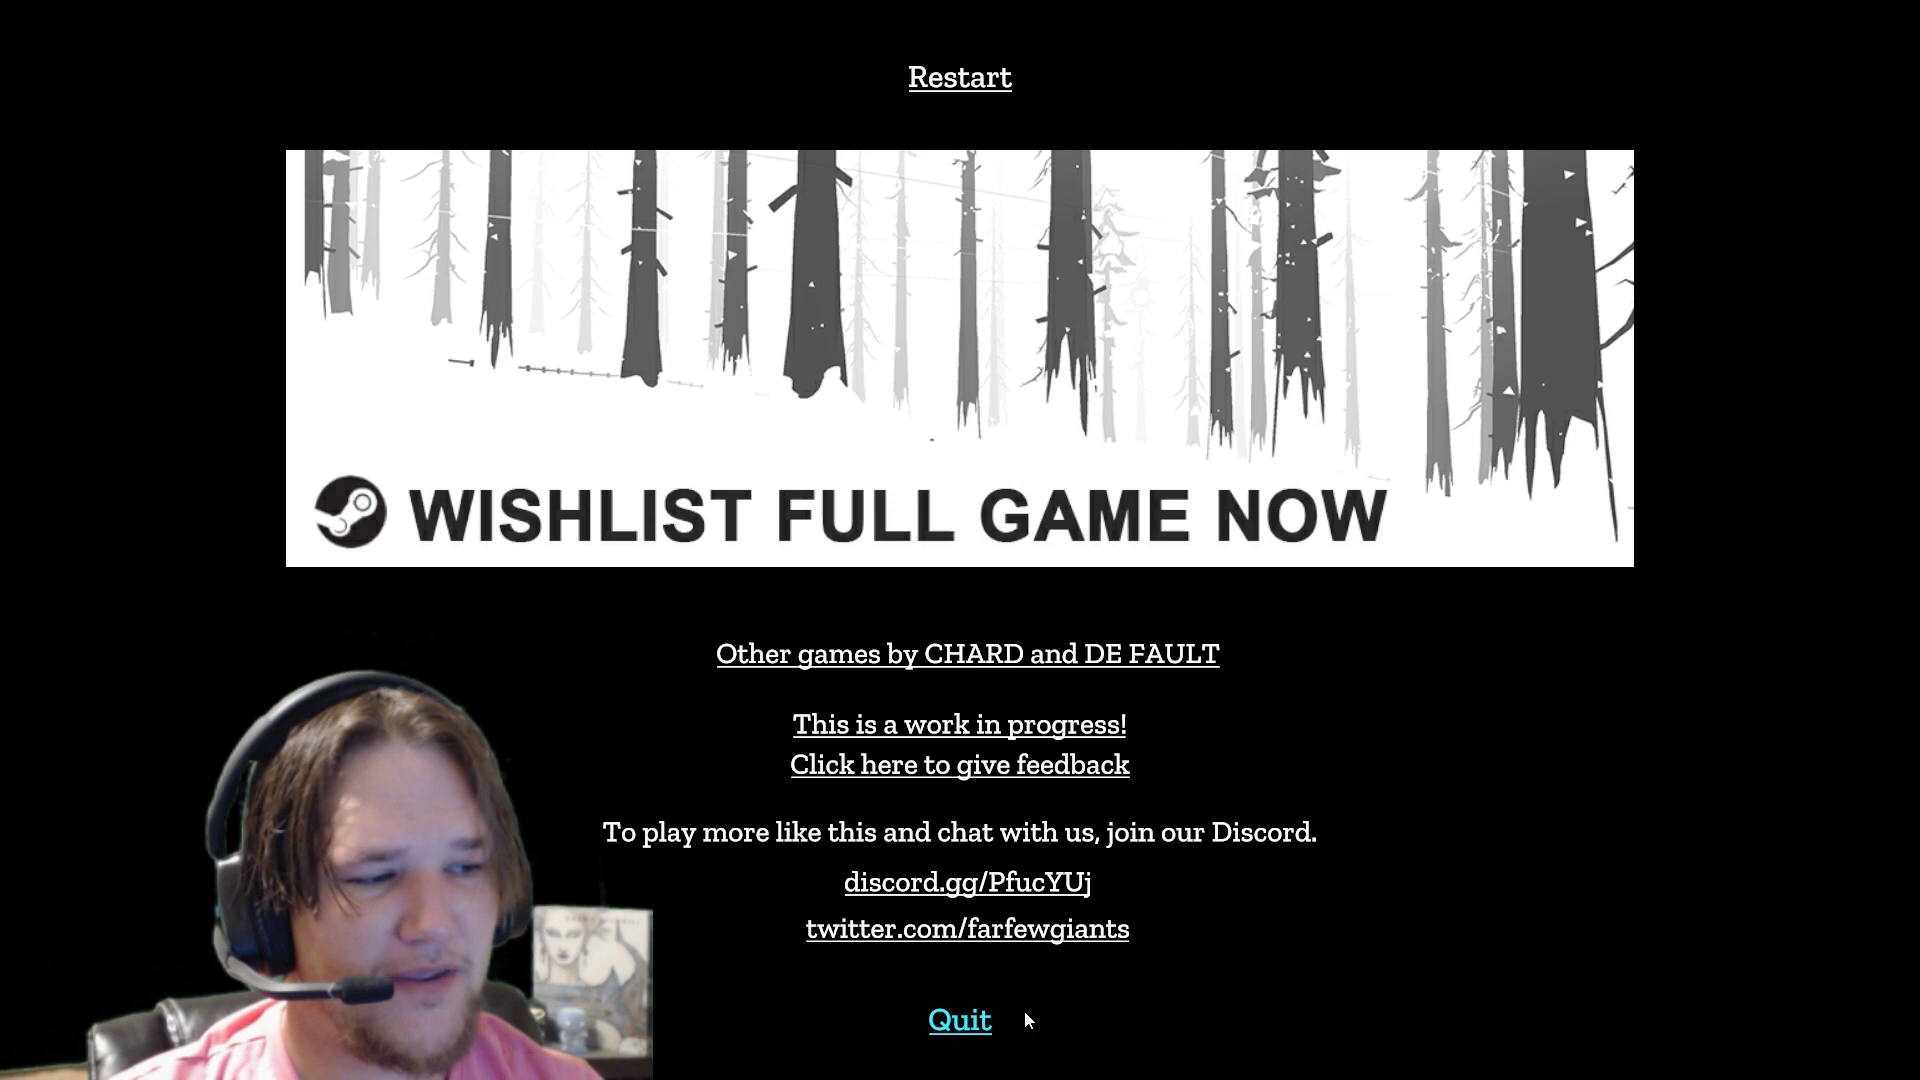 Restart
WISHLIST FULL GAME NOW
Other games by CHARD and DE FAULT
This is a work in progress!
Click here to give feedback
To play more like this and chat with us, join our Discord.
discord.gg/PfucYUj
twitter.com/farfewgiants
Quit